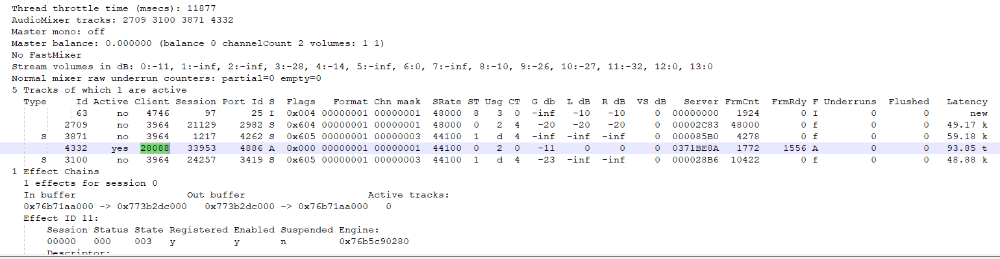 Thread throttle time (msecs): 11877
AudioMixer tracks: 2709 3100 3871 4332
Master mono: off
Master balance: 0.000000 (balance 0 channelCount 2 volumes: 1 1)
No FastMixer
Stream volumes in dB: 0:-11, 1:-inf, 2:-inf, 3:-28, 4:-14, 5:-inf, 6:0, 7:-inf, 8:-10, 9:-26, 10:-27, 11:-32, 12:0, 13:0
Normal mixer raw underrun counters: partial=0 empty=0
5 Tracks of which 1 are active
Type Id Active Client Session Port Id S Flags Format Chn mask SRate ST Usg CT G db L dB R dB VS dB Server FrmCnt FrmRdy F Underruns Flushed Latency
63 no 4746 97 25 I 0x004 00000001 00000001 48000 8 3 0 -inf -10 -10 0 00000000 1924 0 I 0 0 new
2709 no 3964 21129 2982 S 0x604 00000001 00000001 48000 0 2 4 -20 -20 -20 0 00002C83 48000 0 f 0 0 49.17 k
S 3871 no 3964 1217 4262 S 0x605 00000001 00000003 44100 1 d 4 -inf -inf -inf 0 000085B0 4278 0 f 0 0 59.18 k
4332 yes 28088 33953 4886 A 0x000 00000001 00000001 44100 0 2 0 -11 0 0 0 0371BE8A 1772 1556 A 0 0 93.85 t
S 3100 no 3964 24257 3419 S 0x605 00000001 00000003 44100 1 d 4 -23 -inf -inf 0 000028B6 10422 0 f 0 0 48.88 k
1 Effect Chains
1 effects for session 0
In buffer Out buffer Active tracks:
0x76b71aa000 -> 0x773b2dc000 0x773b2dc000 -> 0x76b71aa000 0
Effect ID 11:
Session Status State Registered Enabled Suspended Engine:
00000 000 003 y y n 0x76b5c90280
Descriptor: